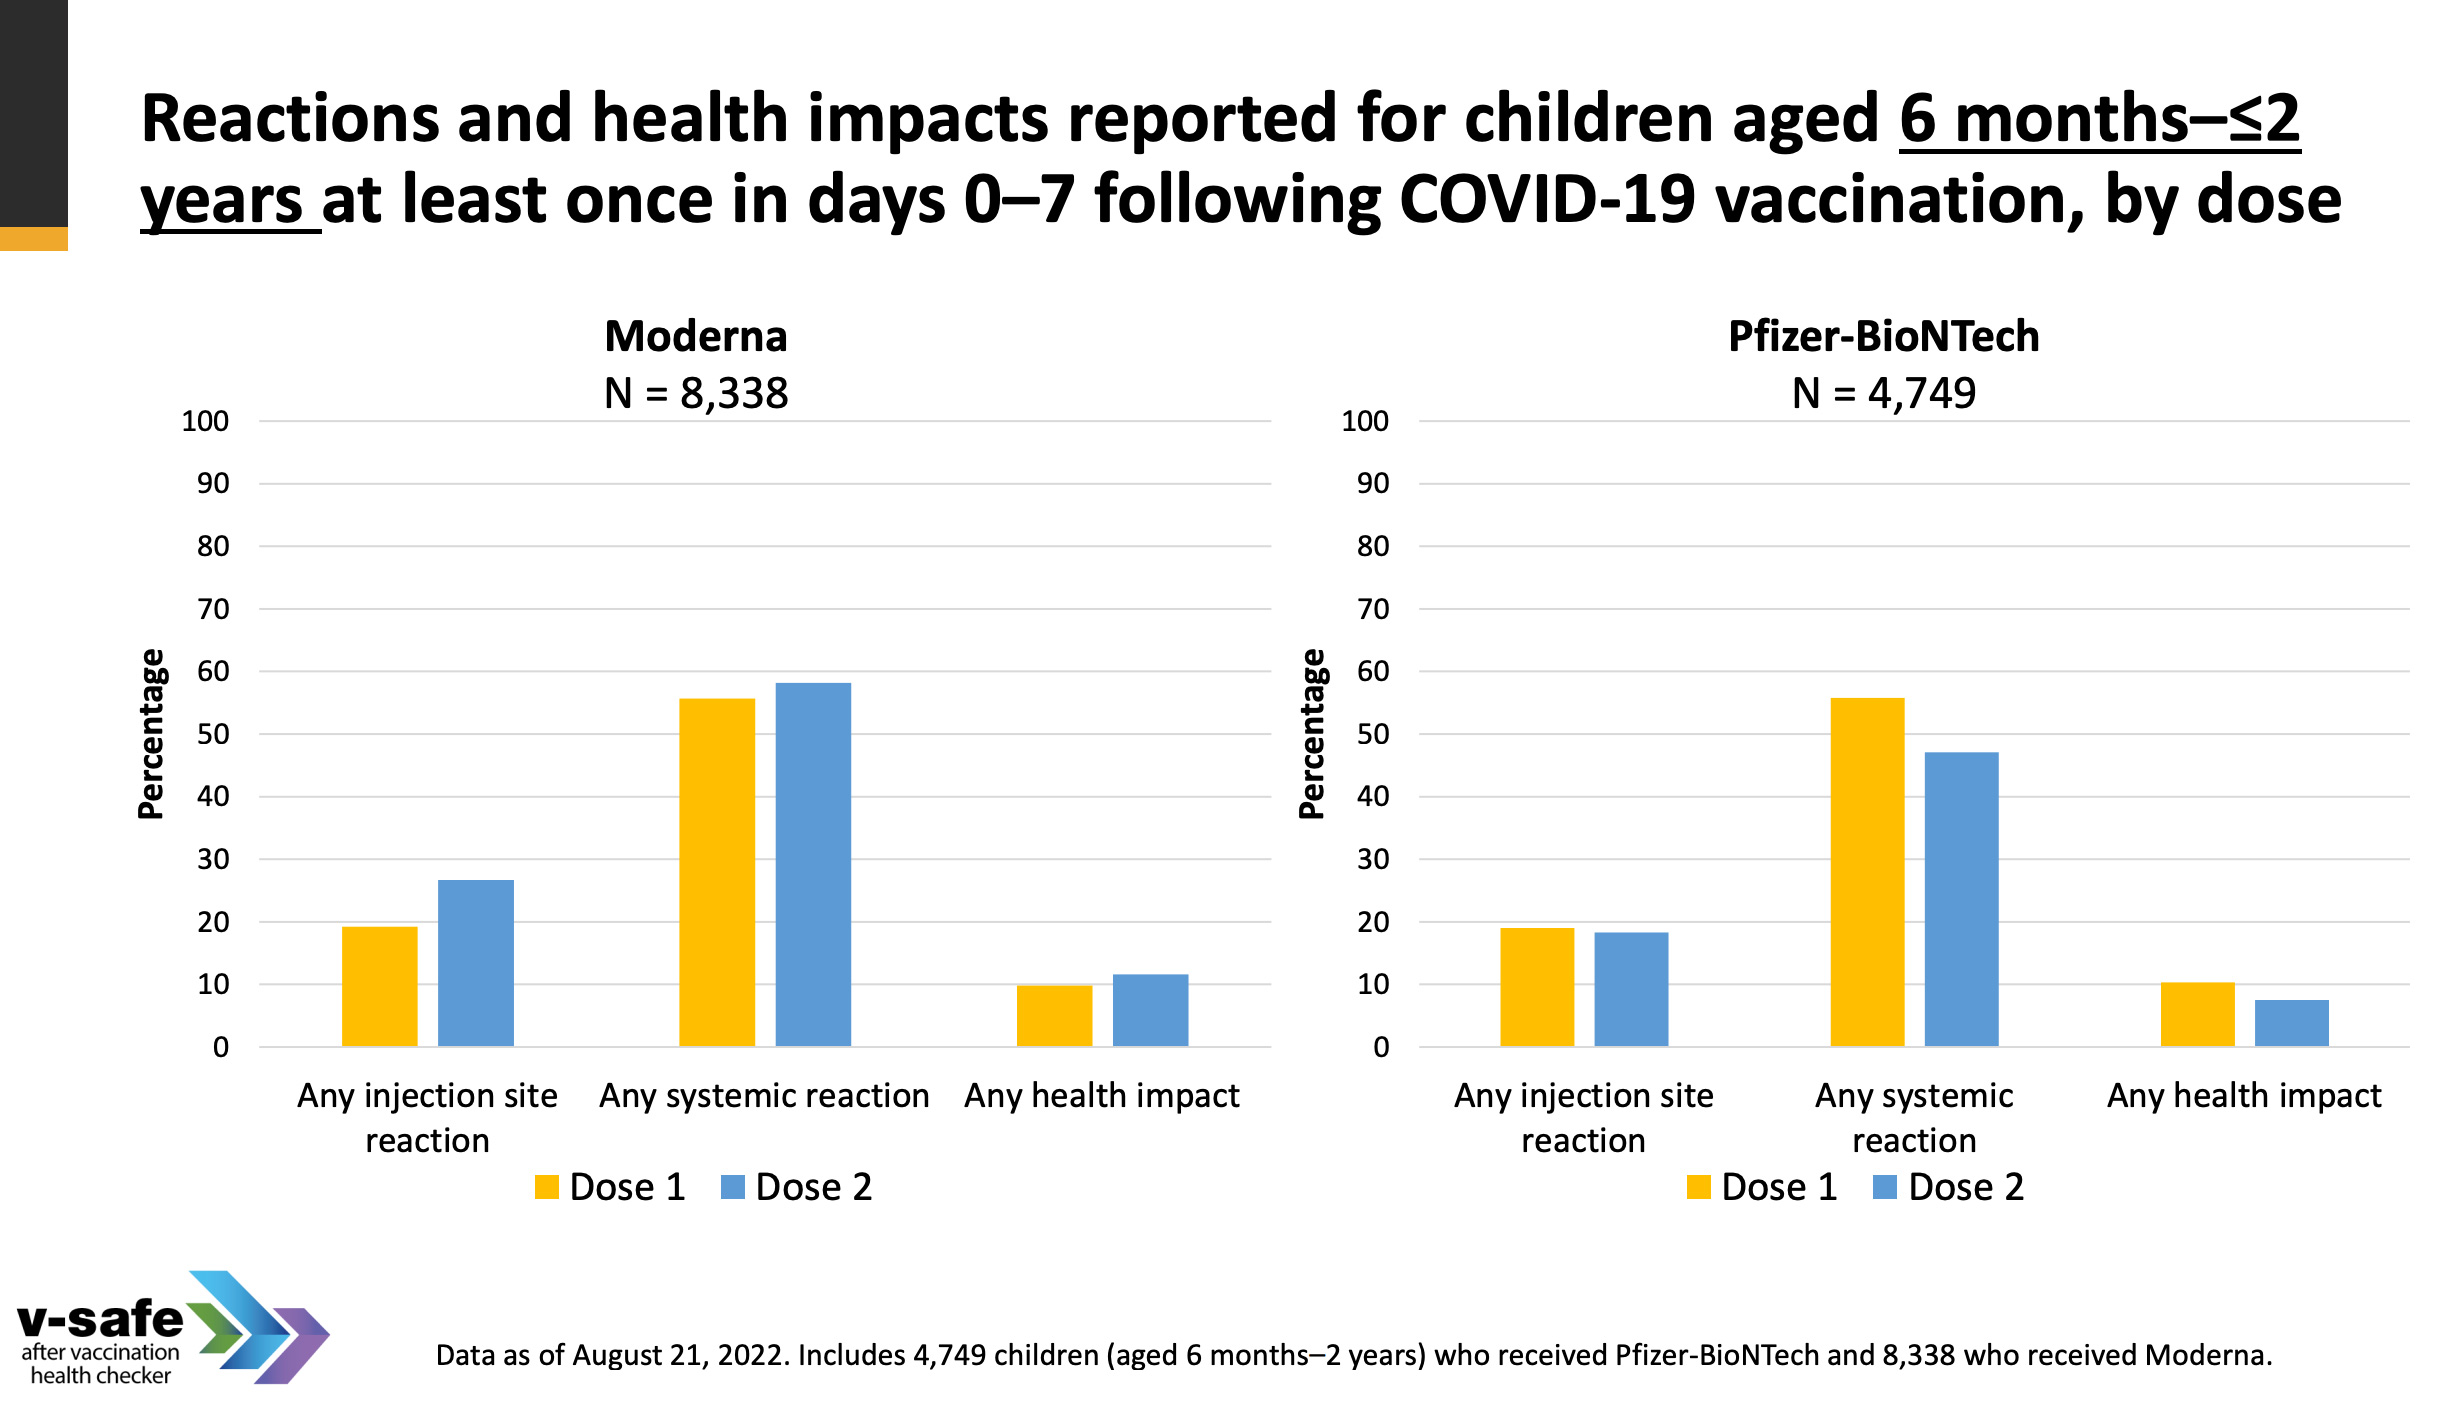 Reactions and health impacts reported for children aged 6 months–≤2
years at least once in days 0–7 following COVID-19 vaccination, by dose
Moderna
N = 8,338
100
90
80
70
60
50
40
30
20
10
0
Percentage
Any injection site
reaction
Any systemic reaction
Any health impact
Dose 1
Dose 2
Pfizer-BioNTech
N = 4,749
100
90
80
70
60
50
40
30
20
10
0
Percentage
Any injection site
reaction
Any systemic
reaction
Any health impact
Dose 1
Dose 2
v-safe
after vaccination
health checker
Data as of August 21, 2022. Includes 4,749 children (aged 6 months–2 years) who received Pfizer-BioNTech and 8,338 who received Moderna.